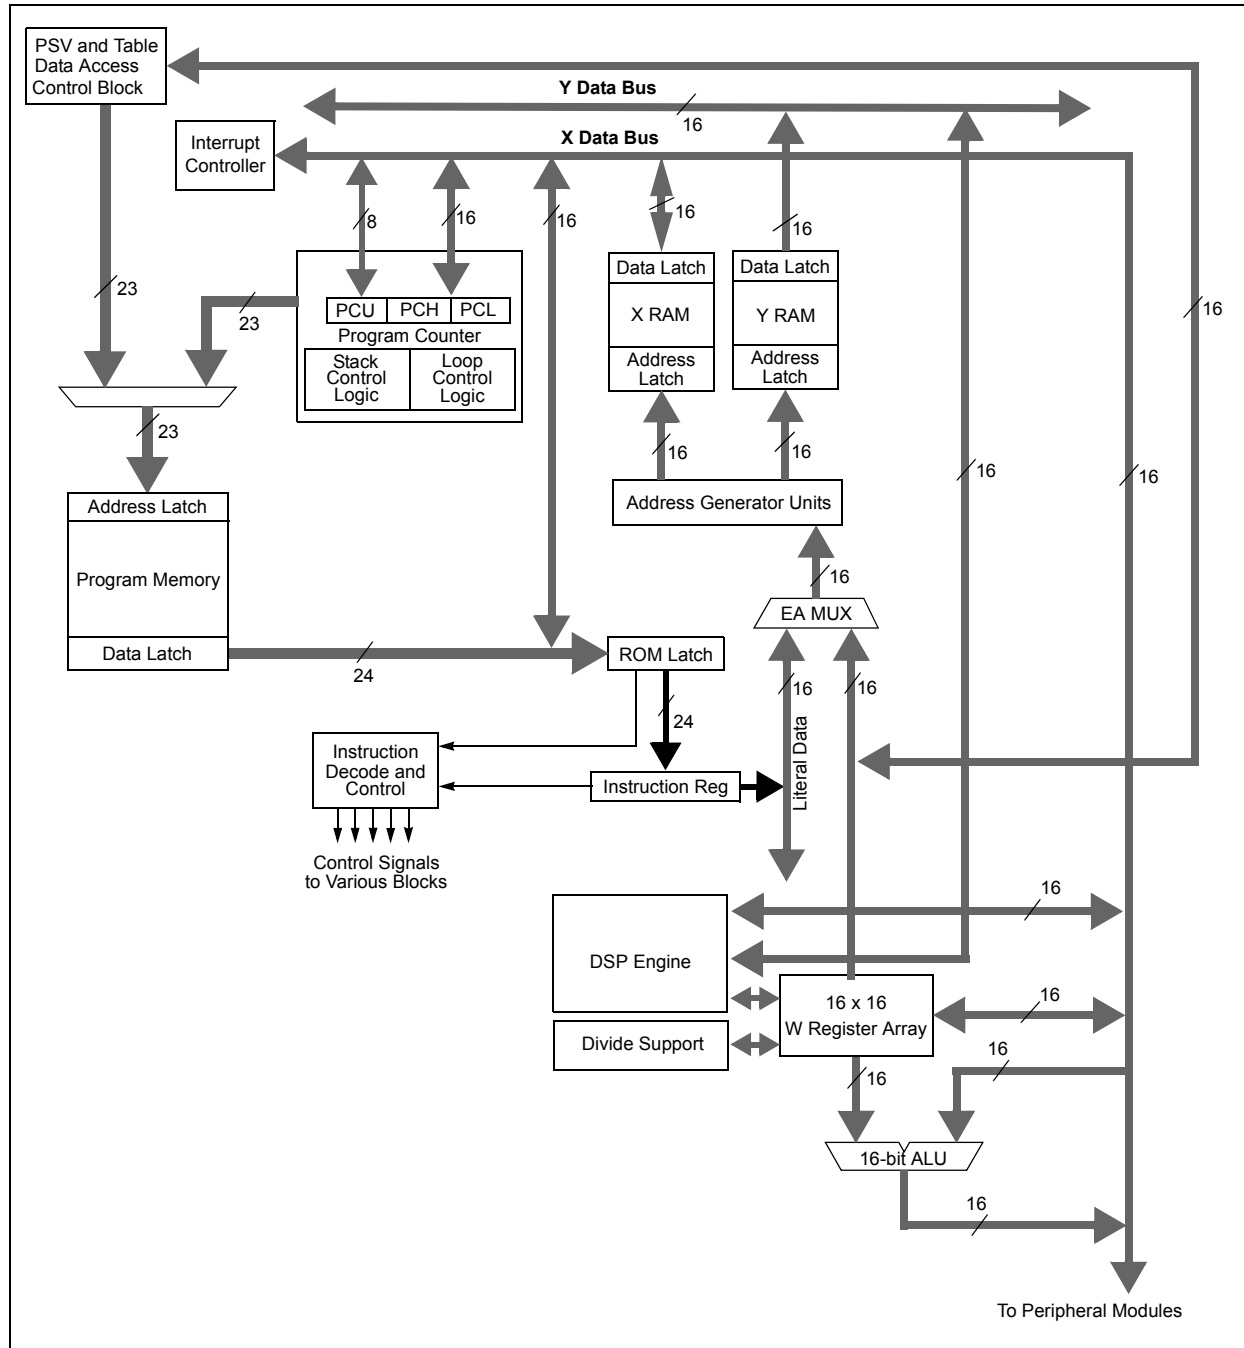 PSV and Table
Data Access
Control Block
Y Data Bus
16
Interrupt
Controller
X Data Bus
8
16
16
16
16
23
23
16
Data Latch
X RAM
Address
Latch
Data Latch
Y RAM
Address
Latch
PCU PCH PCL
Program Counter
Stack
Control
Logic
Loop
Control
Logic
23
16
16
16
16
Address Latch
Program Memory
Data Latch
Address Generator Units
16
EA MUX
24
ROM Latch
16
16
24
Literal Data
Instruction
Decode and
Control
Instruction Reg
Control Signals
to Various Blocks
16
DSP Engine
16 x 16
W Register Array
16
Divide Support
16
16
16-bit ALU
16
To Peripheral Modules